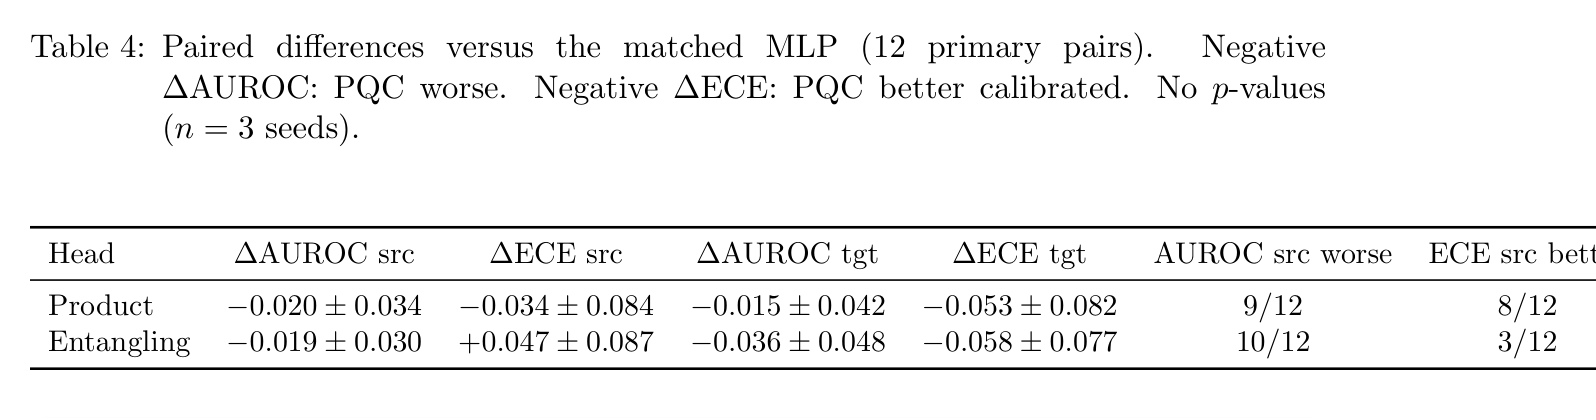 Table 4: Paired differences versus the matched MLP (12 primary pairs). Negative
ΔAUROC: PQC worse. Negative ΔECE: PQC better calibrated. No p-values
(n = 3 seeds).
Head ΔAUROC src ΔECE src ΔAUROC tgt ΔECE tgt AUROC src worse ECE src bett
Product −0.020 ± 0.034 −0.034 ± 0.084 −0.015 ± 0.042 −0.053 ± 0.082 9/12 8/12
Entangling −0.019 ± 0.030 +0.047 ± 0.087 −0.036 ± 0.048 −0.058 ± 0.077 10/12 3/12